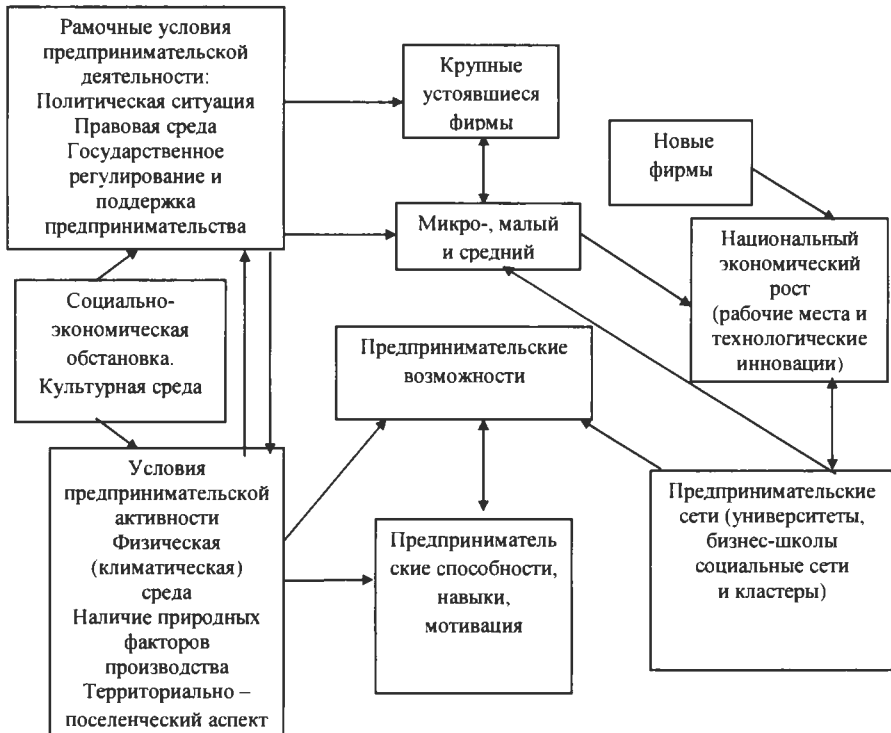 Рамочные условия
предпринимательской
деятельности:
Политическая ситуация
Правовая среда
Государственное
регулирование и
поддержка
предпринимательства
Крупные
устоявшиеся
фирмы
Новые
фирмы
Микро-, малый
и средний
Национальный
экономический
рост
(рабочие места и
технологические
инновации)
Социально-
экономическая
обстановка.
Культурная среда
Предпринимательские
возможности
Условия
предпринимательской
активности
Физическая
(климатическая)
среда
Наличие природных
факторов
производства
Территориально –
поселенческий аспект
Предприниматель
ские способности,
навыки,
мотивация
Предпринимательские
сети (университеты,
бизнес-школы
социальные сети
и кластеры)